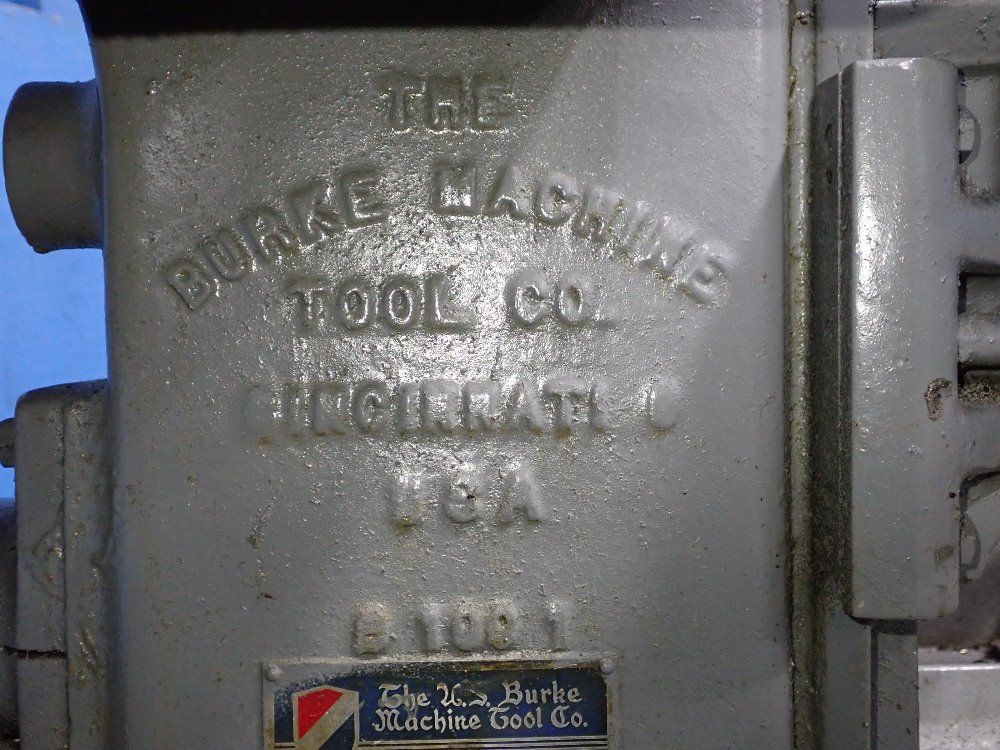 THE
BURKE MACHINE
TOOL CO.
CINCINNATI O
USA
B 100 1
The U.S. Burke
Machine Tool Co.